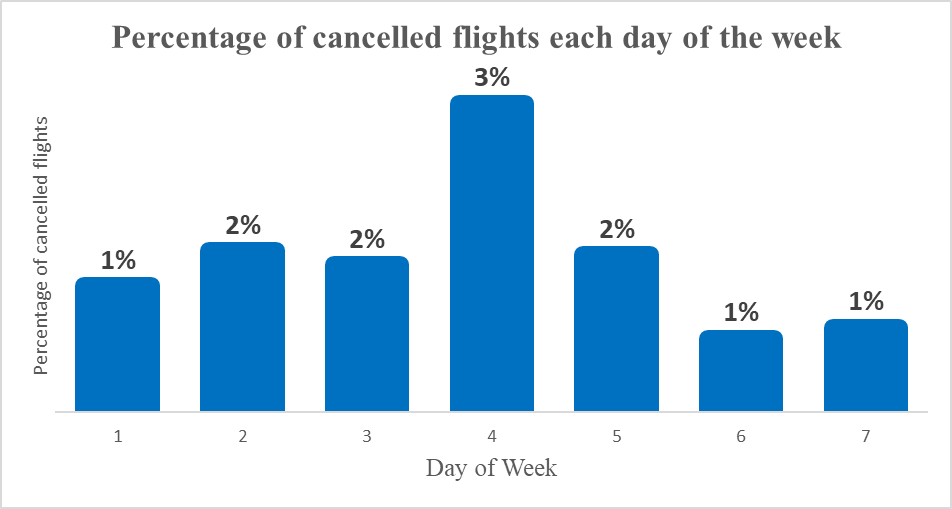 Percentage of cancelled flights each day of the week
Percentage of cancelled flights
1%
2%
2%
3%
2%
1%
1%
1 2 3 4 5 6 7
Day of Week